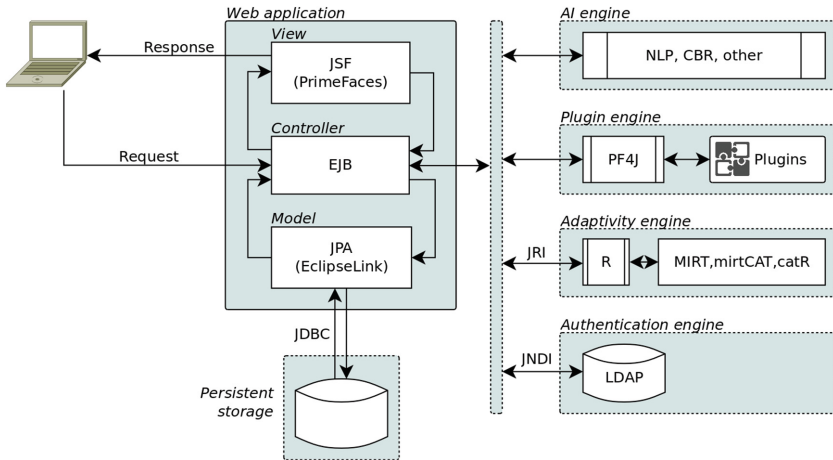 Web application
View
Response
JSF
(PrimeFaces)
Controller
Request
EJB
Model
JPA
(EclipseLink)
JDBC
Persistent
storage
AI engine
NLP, CBR, other
Plugin engine
PF4J
Plugins
Adaptivity engine
JRI
R
MIRT,mirtCAT,catR
Authentication engine
JNDI
LDAP